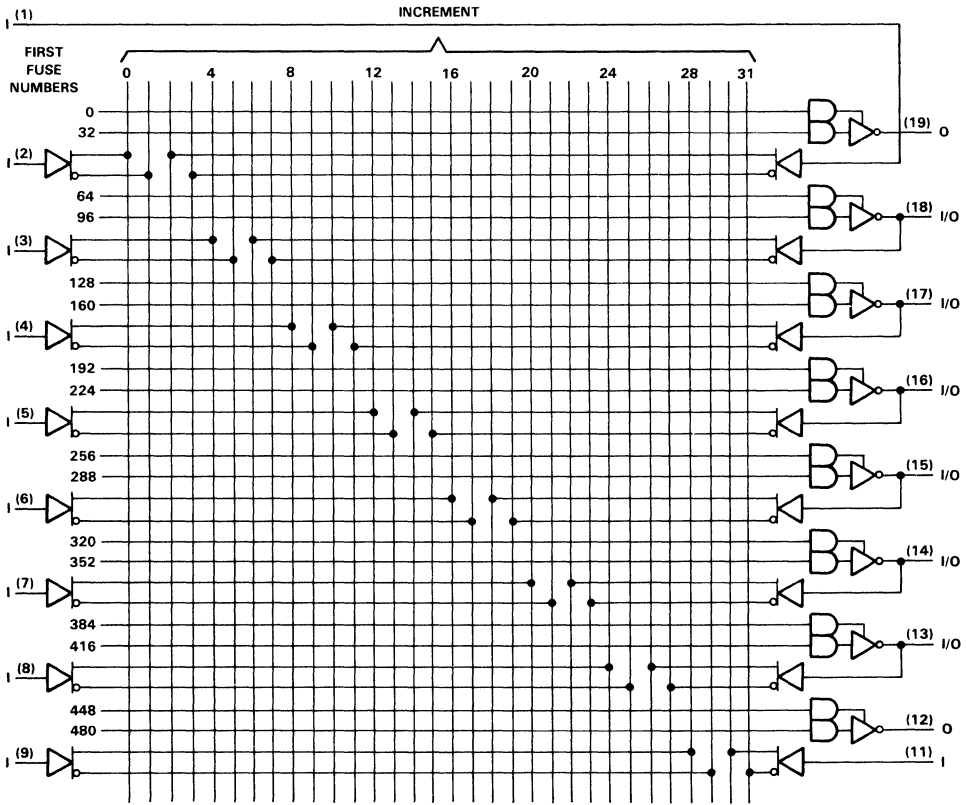 I (1) INCREMENT
FIRST
FUSE
NUMBERS
0 4 8 12 16 20 24 28 31
0
32 (19) O
I (2)
64
96 (18) I/O
I (3)
128
160 (17) I/O
I (4)
192
224 (16) I/O
I (5)
256
288 (15) I/O
I (6)
320
352 (14) I/O
I (7)
384
416 (13) I/O
I (8)
448
480 (12) O
I (9) (11) I